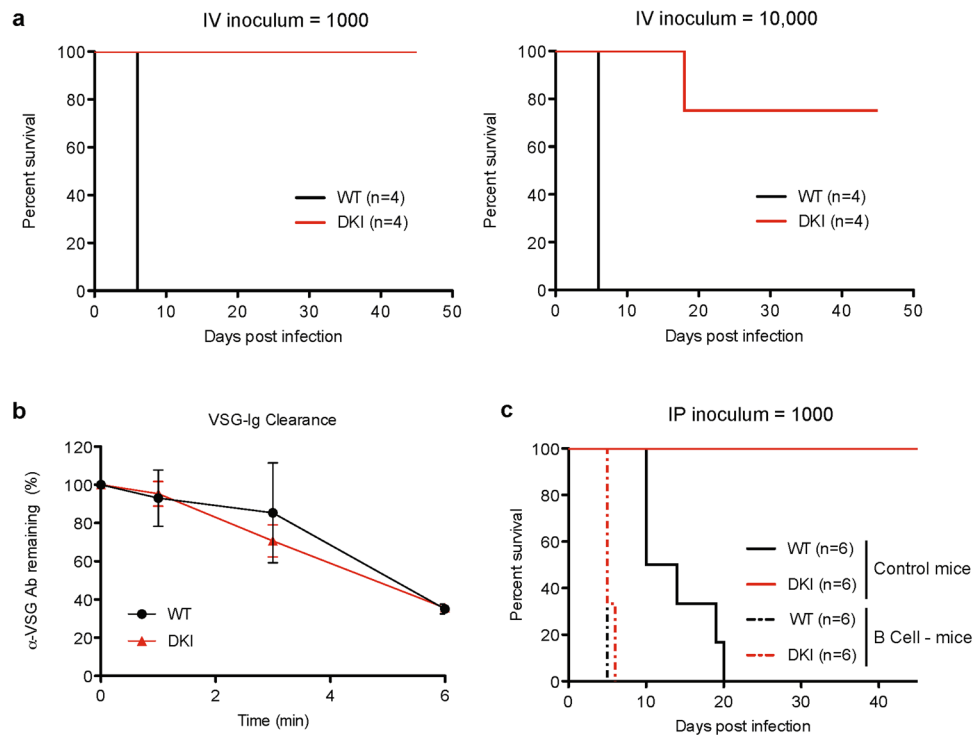 a
IV inoculum = 1000
Percent survival
100
80
60
40
20
0
WT (n=4)
DKI (n=4)
0 10 20 30 40 50
Days post infection
IV inoculum = 10,000
Percent survival
100
80
60
40
20
0
WT (n=4)
DKI (n=4)
0 10 20 30 40 50
Days post infection
b
VSG-Ig Clearance
α-VSG Ab remaining (%)
120
100
80
60
40
20
0
WT
DKI
0 2 4 6
Time (min)
c
IP inoculum = 1000
Percent survival
100
80
60
40
20
0
WT (n=6)
DKI (n=6)
Control mice
WT (n=6)
DKI (n=6)
B Cell - mice
0 10 20 30 40
Days post infection